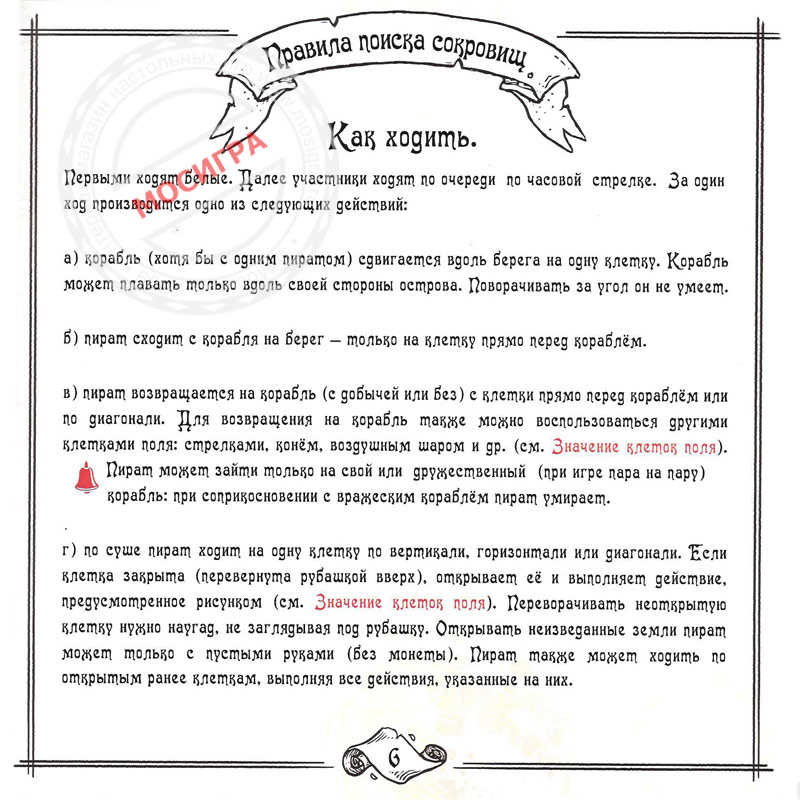 Правила поиска сокровищ.
Как ходить.
Первыми ходят белые. Далее участники ходят по очереди по часовой стрелке. За один
ход производится одно из следующих действий:
а) корабль (хотя бы с одним пиратом) сдвигается вдоль берега на одну клетку. Корабль
может плавать только вдоль своей стороны острова. Поворачивать за угол он не умеет.
б) пират сходит с корабля на берег – только на клетку прямо перед кораблём.
в) пират возвращается на корабль (с добычей или без) с клетки прямо перед кораблём или
по диагонали. Для возвращения на корабль также можно воспользоваться другими
клетками поля: стрелками, конём, воздушным шаром и др. (см. Значение клеток поля).
Пират может зайти только на свой или дружественный (при игре пара на пару)
корабль: при соприкосновении с вражеским кораблём пират умирает.
г) по суше пират ходит на одну клетку по вертикали, горизонтали или диагонали. Если
клетка закрыта (перевернута рубашкой вверх), открывает её и выполняет действие,
предусмотренное рисунком (см. Значение клеток поля). Переворачивать неоткрытую
клетку нужно наугад, не заглядывая под рубашку. Открывать неизведанные земли пират
может только с пустыми руками (без монеты). Пират также может ходить по
открытым ранее клеткам, выполняя все действия, указанные на них.
6
МОСИГРА
магазин настольных